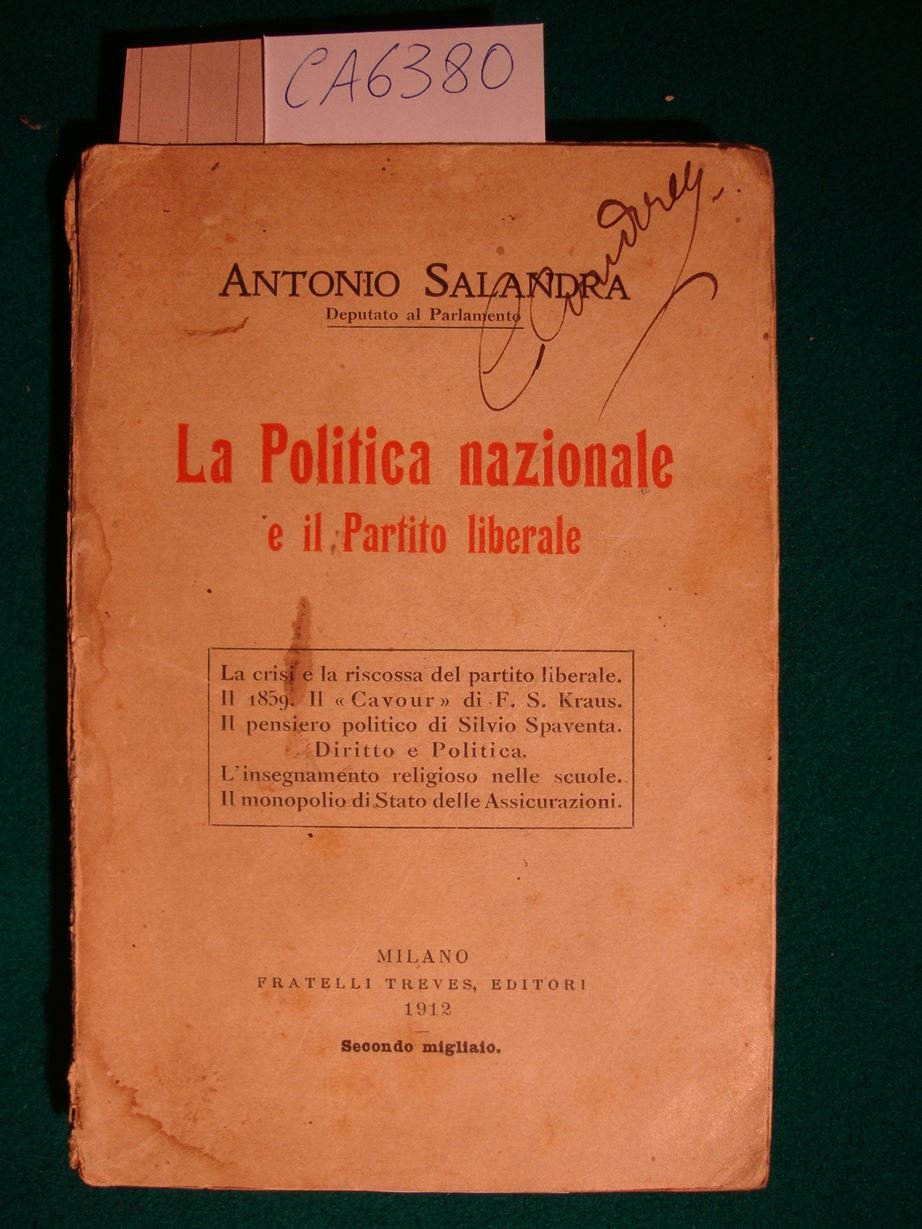 CA6380
ANTONIO SALANDRA
Deputato al Parlamento
La Politica nazionale
e il Partito liberale
La crisi e la riscossa del partito liberale.
Il 1859. Il « Cavour » di F. S. Kraus.
Il pensiero politico di Silvio Spaventa.
Diritto e Politica.
L'insegnamento religioso nelle scuole.
Il monopolio di Stato delle Assicurazioni.
MILANO
FRATELLI TREVES, EDITORI
1912
Secondo migliaio.